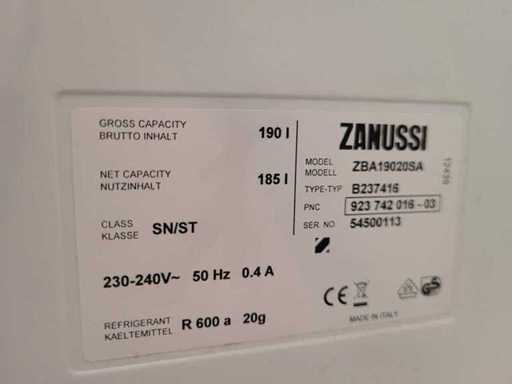 GROSS CAPACITY
BRUTTO INHALT
190 l
NET CAPACITY
NUTZINHALT
185 l
CLASS
KLASSE
SN/ST
230-240V~ 50 Hz 0.4 A
REFRIGERANT
KAELTEMITTEL
R 600 a 20g
ZANUSSI
MODEL
MODELL
ZBA19020SA
TYPE-TYP B237416
PNC 923 742 016 - 03
SER. NO 54500113
12439
CE
GS
MADE IN ITALY